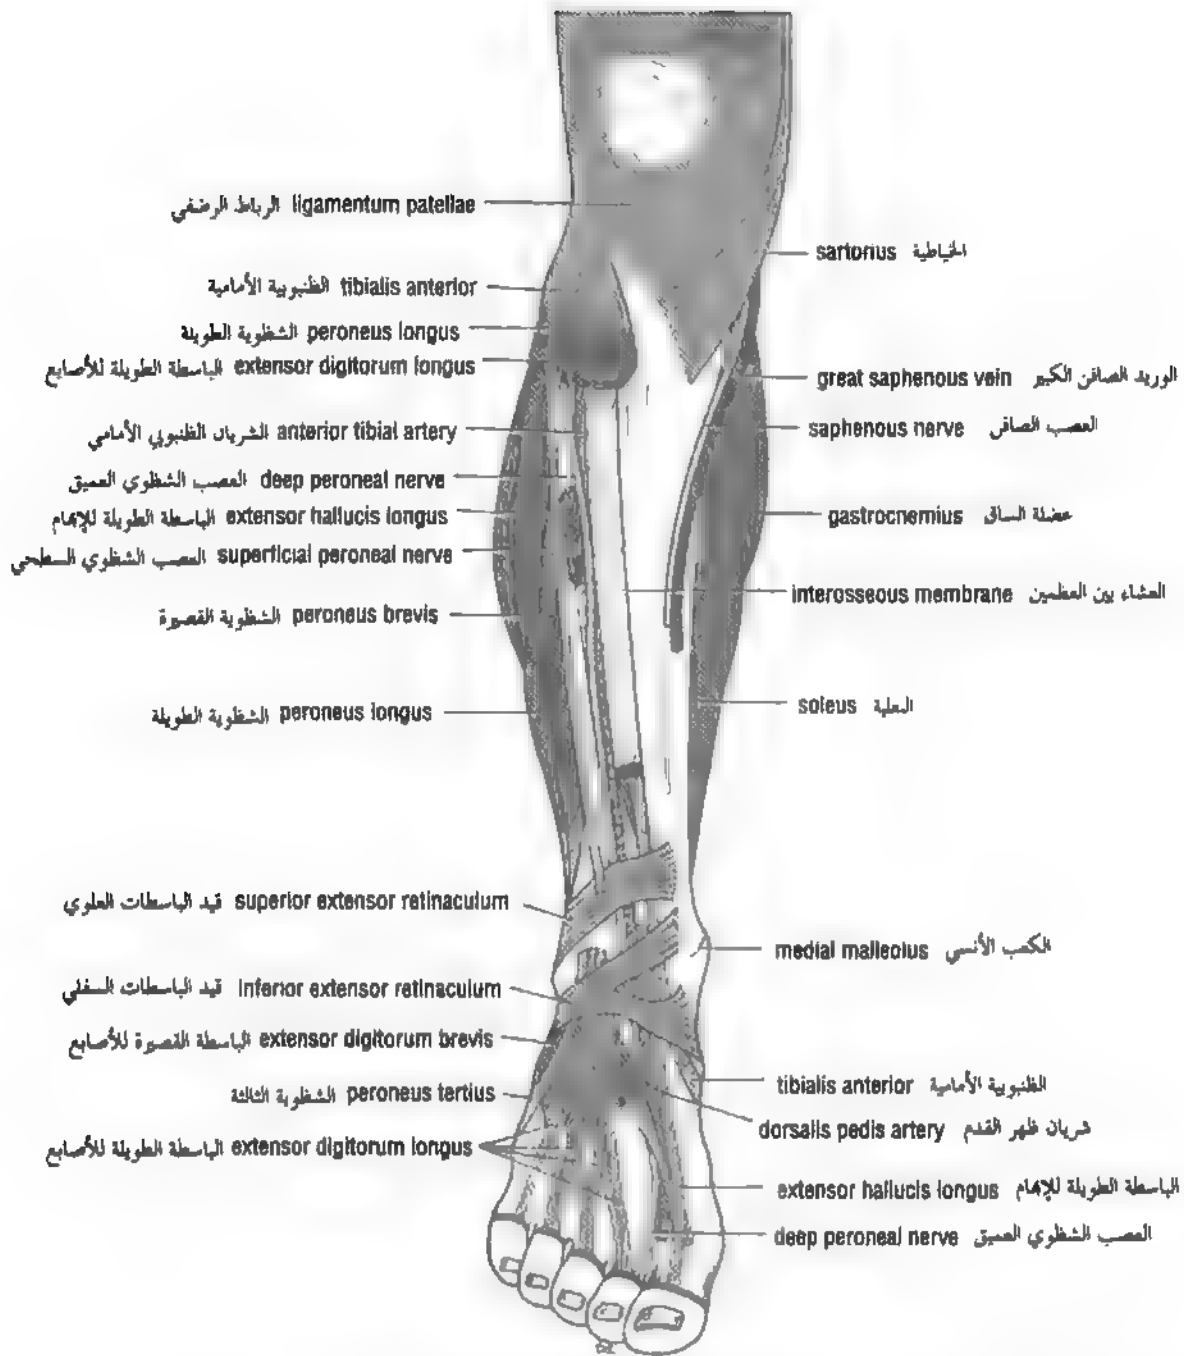 الرباط الرضفي ligamentum patellae
الظنبوبية الأمامية tibialis anterior
الشظوية الطويلة peroneus longus
الباسطة الطويلة للأصابع extensor digitorum longus
الشريان الظنبوبي الأمامي anterior tibial artery
العصب الشظوي العميق deep peroneal nerve
الباسطة الطويلة للإبهام extensor hallucis longus
العصب الشظوي السطحي superficial peroneal nerve
الشظوية القصيرة peroneus brevis
الشظوية الطويلة peroneus longus
قيد الباسطات العلوي superior extensor retinaculum
قيد الباسطات السفلي inferior extensor retinaculum
الباسطة القصيرة للأصابع extensor digitorum brevis
الشظوية الثالثة peroneus tertius
الباسطة الطويلة للأصابع extensor digitorum longus
sartorius الخياطية
great saphenous vein الوريد الصافن الكبير
saphenous nerve العصب الصافن
gastrocnemius عضلة الساق
interosseous membrane الغشاء بين العظمين
soleus النعلية
medial malleolus الكعب الأنسي
tibialis anterior الظنبوبية الأمامية
dorsalis pedis artery شريان ظهر القدم
extensor hallucis longus الباسطة الطويلة للإبهام
deep peroneal nerve العصب الشظوي العميق